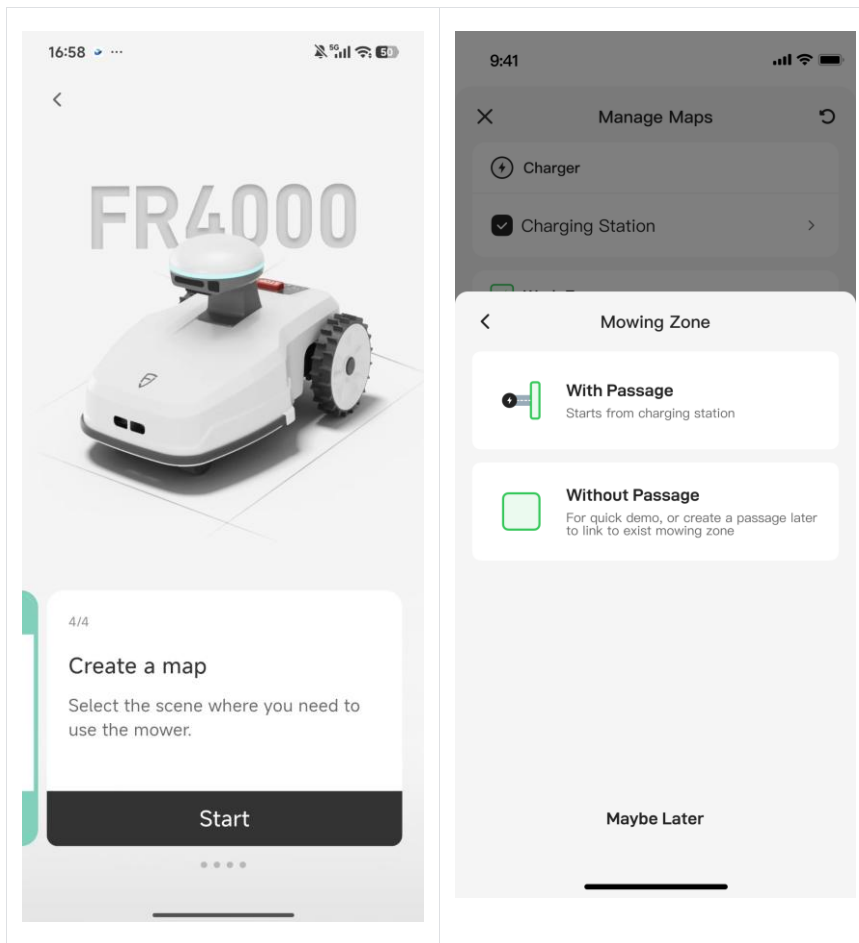 16:58
5G
50
FR4000
4/4
Create a map
Select the scene where you need to
use the mower.
Start
9:41
Manage Maps
Charger
Charging Station
Mowing Zone
With Passage
Starts from charging station
Without Passage
For quick demo, or create a passage later
to link to exist mowing zone
Maybe Later